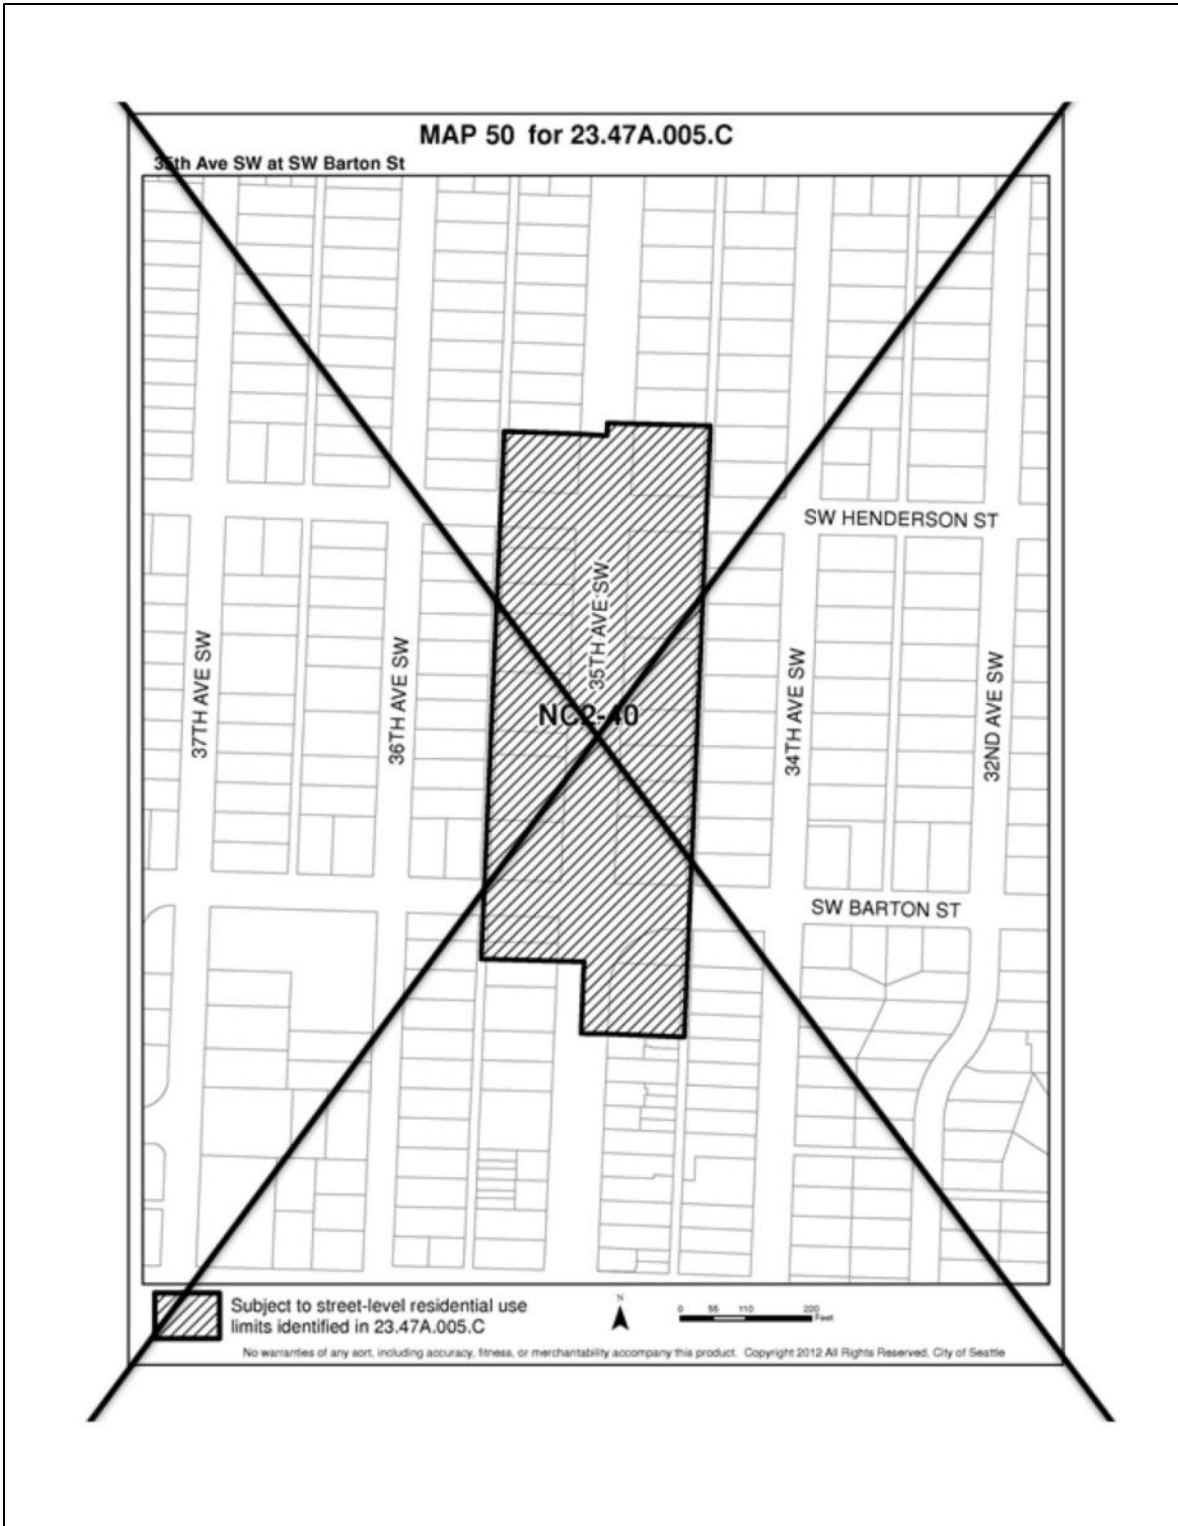 MAP 50 for 23.47A.005.C
35th Ave SW at SW Barton St
SW HENDERSON ST
35TH AVE SW
37TH AVE SW
36TH AVE SW
34TH AVE SW
32ND AVE SW
NC2-40
SW BARTON ST
Subject to street-level residential use
limits identified in 23.47A.005.C
N
0 55 110 220
Feet
No warranties of any sort, including accuracy, fitness, or merchantability accompany this product. Copyright 2012 All Rights Reserved, City of Seattle